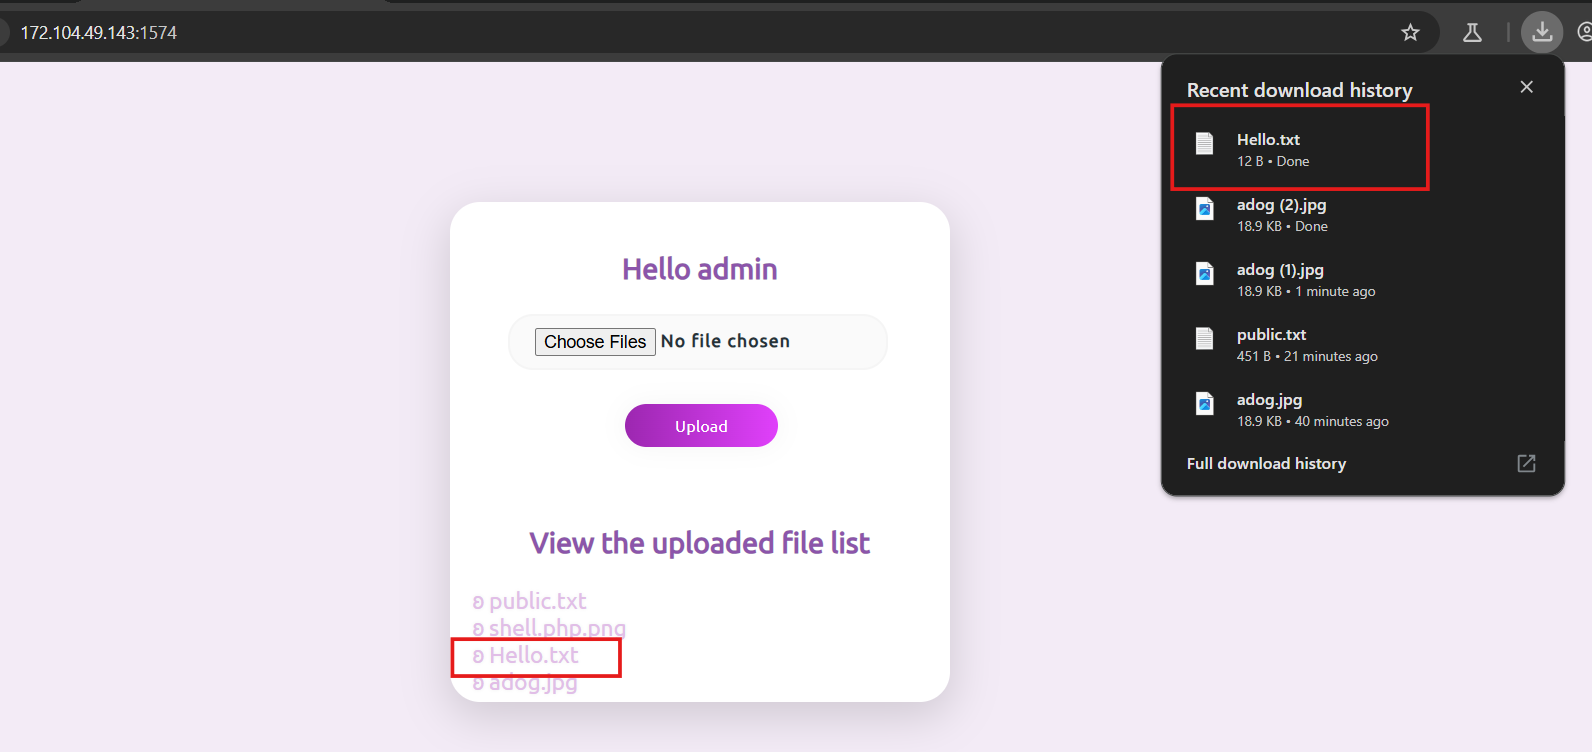 172.104.49.143:1574
Recent download history
Hello.txt
12 B • Done
adog (2).jpg
18.9 KB • Done
adog (1).jpg
18.9 KB • 1 minute ago
public.txt
451 B • 21 minutes ago
adog.jpg
18.9 KB • 40 minutes ago
Full download history
Hello admin
Choose Files No file chosen
Upload
View the uploaded file list
ʚ public.txt
ʚ shell.php.png
ʚ Hello.txt
ʚ adog.jpg